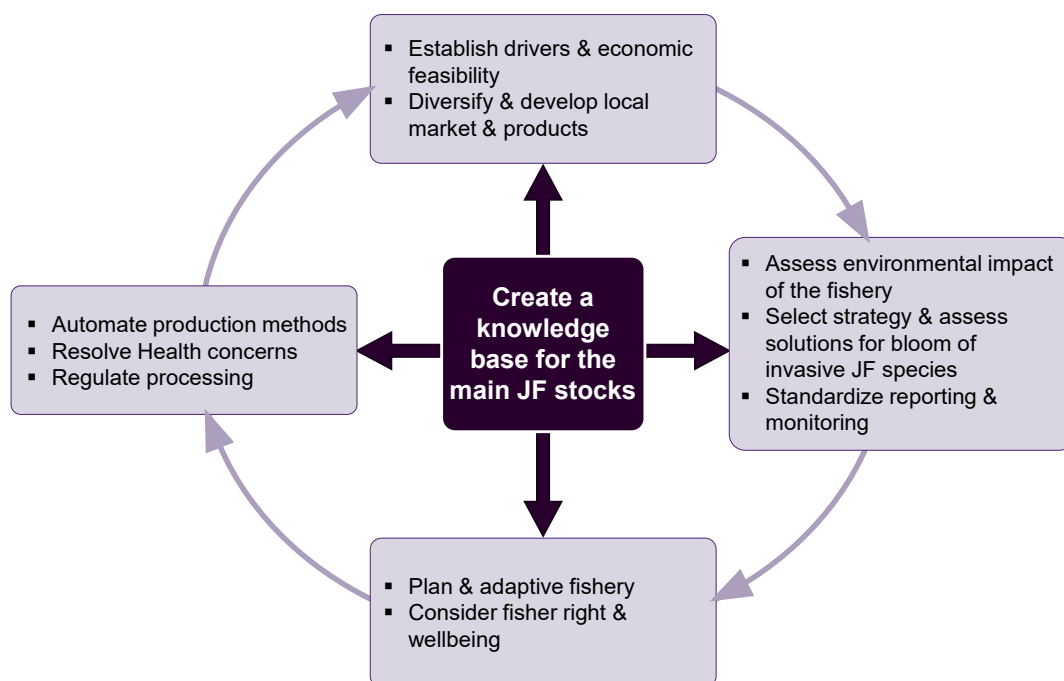 ▪ Establish drivers & economic
feasibility
▪ Diversify & develop local
market & products
▪ Assess environmental impact
of the fishery
▪ Select strategy & assess
solutions for bloom of
invasive JF species
▪ Standardize reporting &
monitoring
Create a
knowledge
base for the
main JF stocks
▪ Automate production methods
▪ Resolve Health concerns
▪ Regulate processing
▪ Plan & adaptive fishery
▪ Consider fisher right &
wellbeing